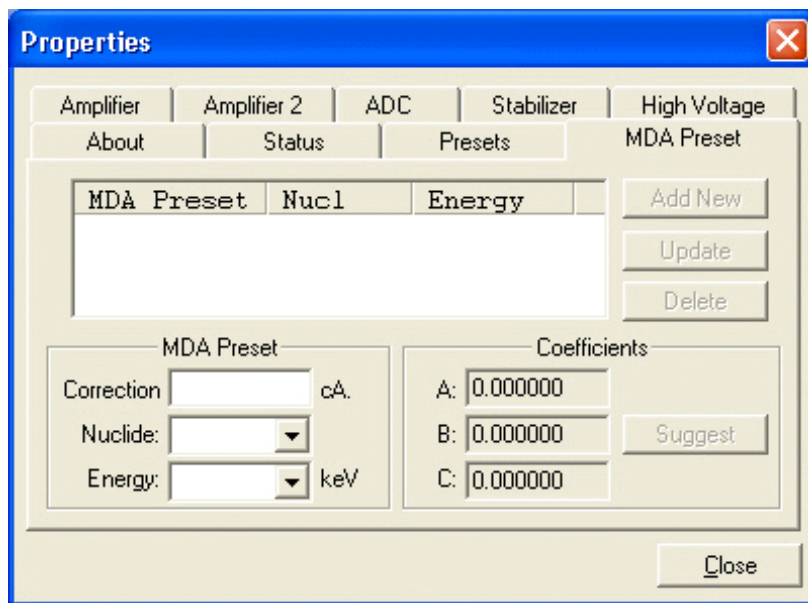 Properties
Amplifier Amplifier 2 ADC Stabilizer High Voltage
About Status Presets MDA Preset
MDA Preset Nucl Energy
Add New
Update
Delete
MDA Preset
Correction cA.
Nuclide:
Energy: keV
Coefficients
A: 0.000000
B: 0.000000
C: 0.000000
Suggest
Close